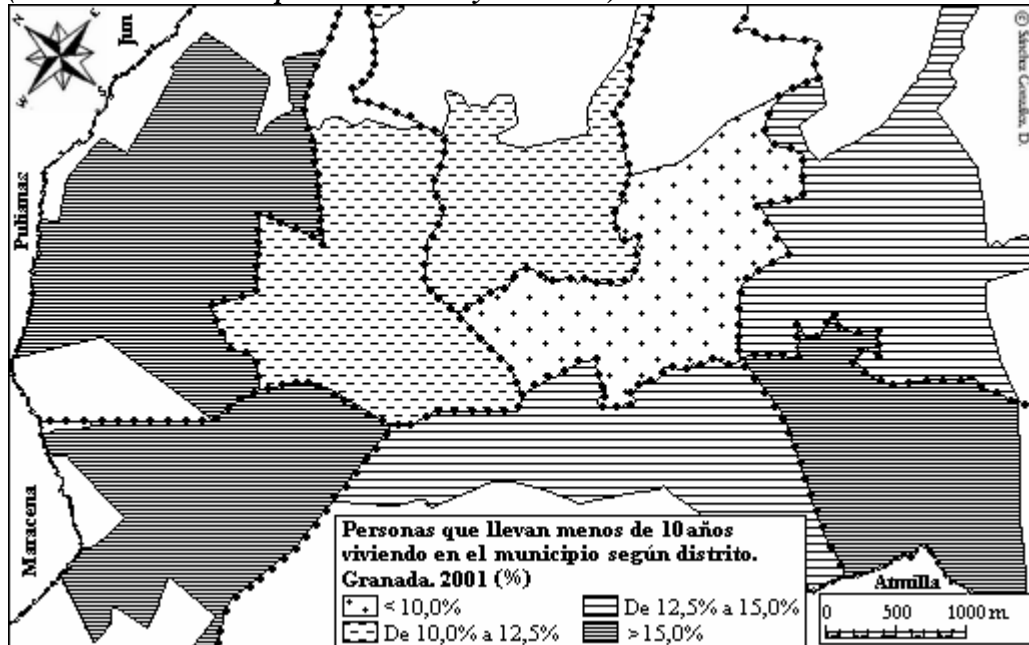 N
E
S
W
Jun
© Sánchez González, D.
Pulianas
Maracena
Personas que llevan menos de 10 años
viviendo en el municipio según distrito.
Granada. 2001 (%)
< 10,0%
De 12,5% a 15,0%
De 10,0% a 12,5%
>15,0%
Armilla
0 500 1000 m.